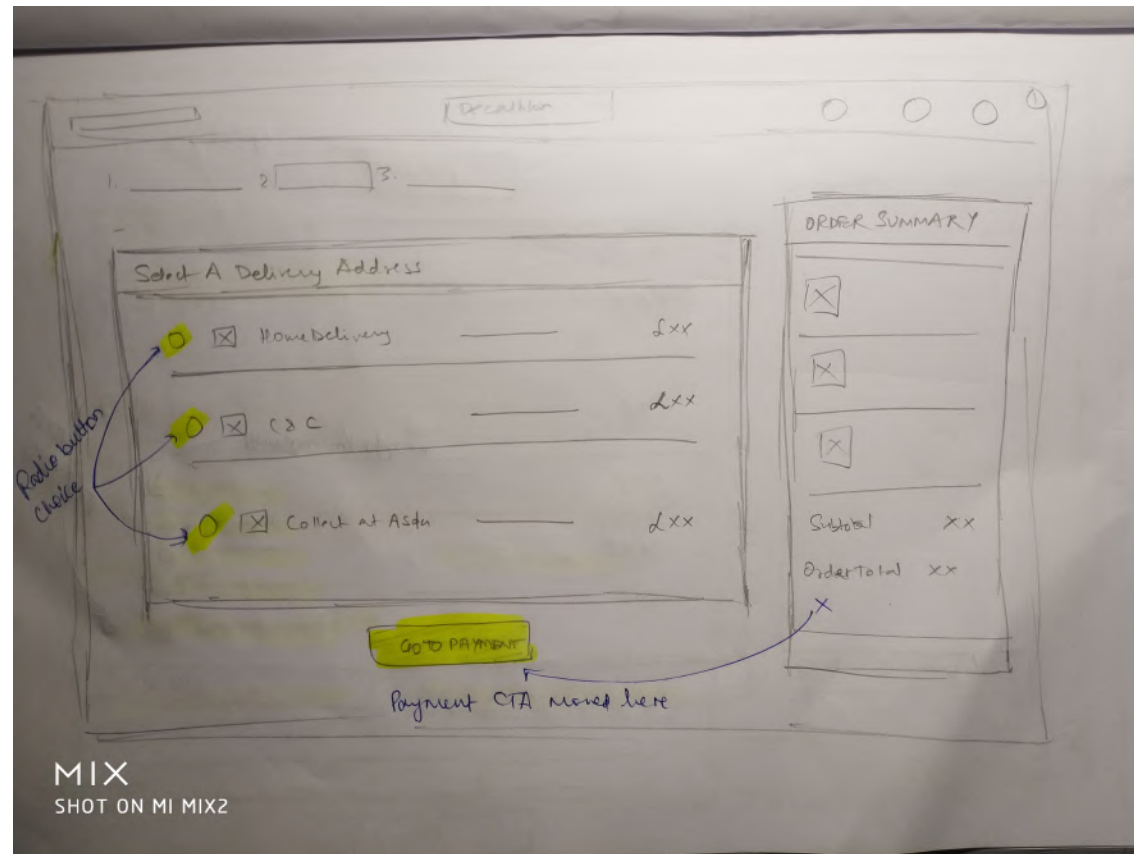 Decathlon
1. 2 3.
ORDER SUMMARY
Select A Delivery Address
Home Delivery £xx
C & C £xx
Collect at Asda £xx
Radio button
choice
Subtotal xx
Order Total xx
GO TO PAYMENT
Payment CTA moved here
MIX
SHOT ON MI MIX2